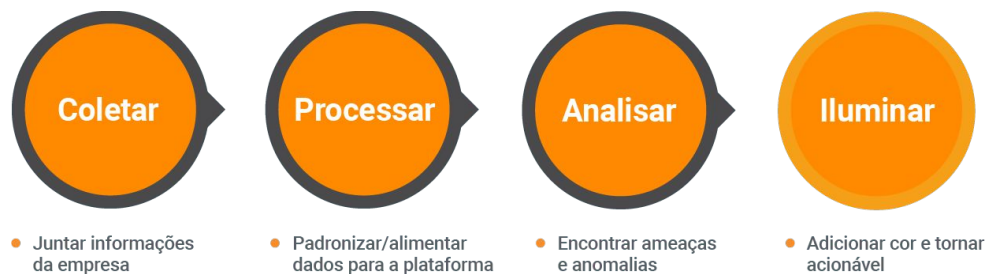 Coletar
Processar
Analisar
Iluminar
Juntar informações
da empresa
Padronizar/alimentar
dados para a plataforma
Encontrar ameaças
e anomalias
Adicionar cor e tornar
acionável